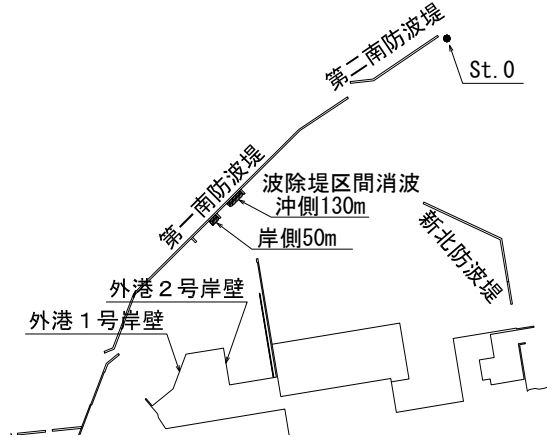 第二南防波堤
St.0
第一南防波堤
波除堤区間消波
沖側130m
岸側50m
新北防波堤
外港２号岸壁
外港１号岸壁